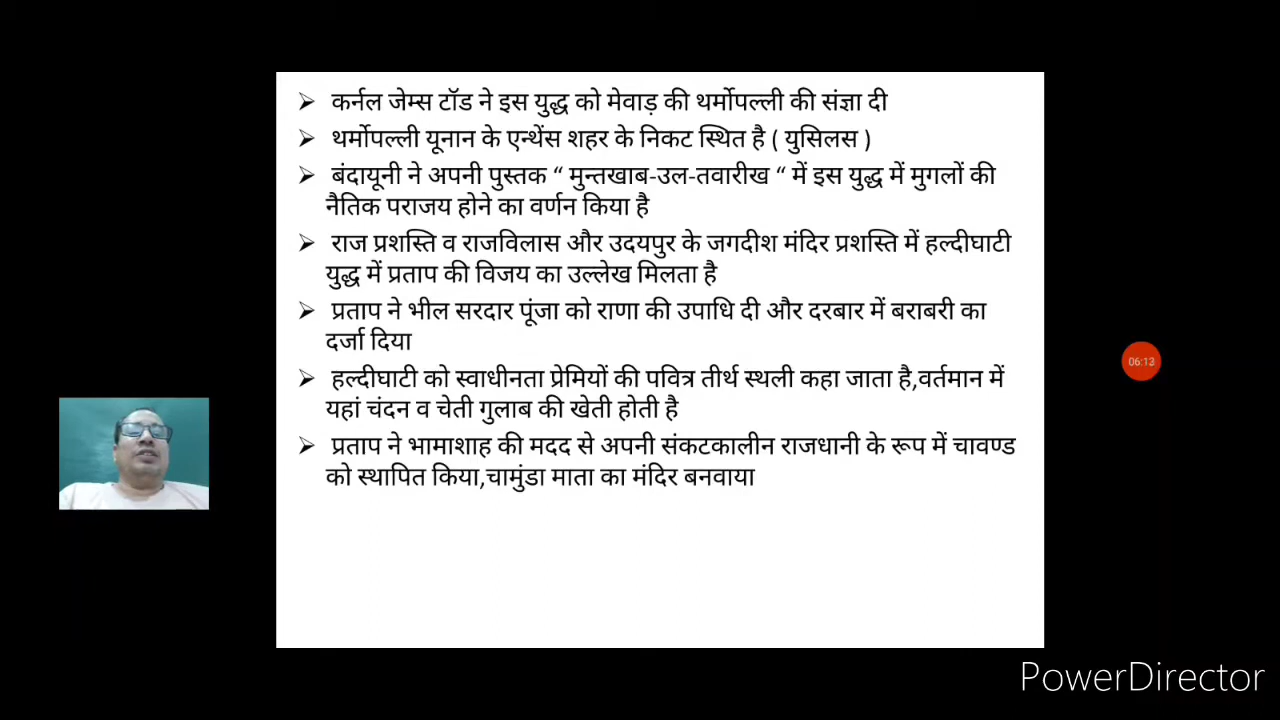 ➢ कर्नल जेम्स टॉड ने इस युद्ध को मेवाड़ की थर्मोपल्ली की संज्ञा दी
➢ थर्मोपल्ली यूनान के एन्थेंस शहर के निकट स्थित है ( युसिलस )
➢ बंदायूनी ने अपनी पुस्तक “ मुन्तखाब-उल-तवारीख “ में इस युद्ध में मुगलों की
नैतिक पराजय होने का वर्णन किया है
➢ राज प्रशस्ति व राजविलास और उदयपुर के जगदीश मंदिर प्रशस्ति में हल्दीघाटी
युद्ध में प्रताप की विजय का उल्लेख मिलता है
➢ प्रताप ने भील सरदार पूंजा को राणा की उपाधि दी और दरबार में बराबरी का
दर्जा दिया
➢ हल्दीघाटी को स्वाधीनता प्रेमियों की पवित्र तीर्थ स्थली कहा जाता है,वर्तमान में
यहां चंदन व चेती गुलाब की खेती होती है
➢ प्रताप ने भामाशाह की मदद से अपनी संकटकालीन राजधानी के रूप में चावण्ड
को स्थापित किया,चामुंडा माता का मंदिर बनवाया
06:13
PowerDirector